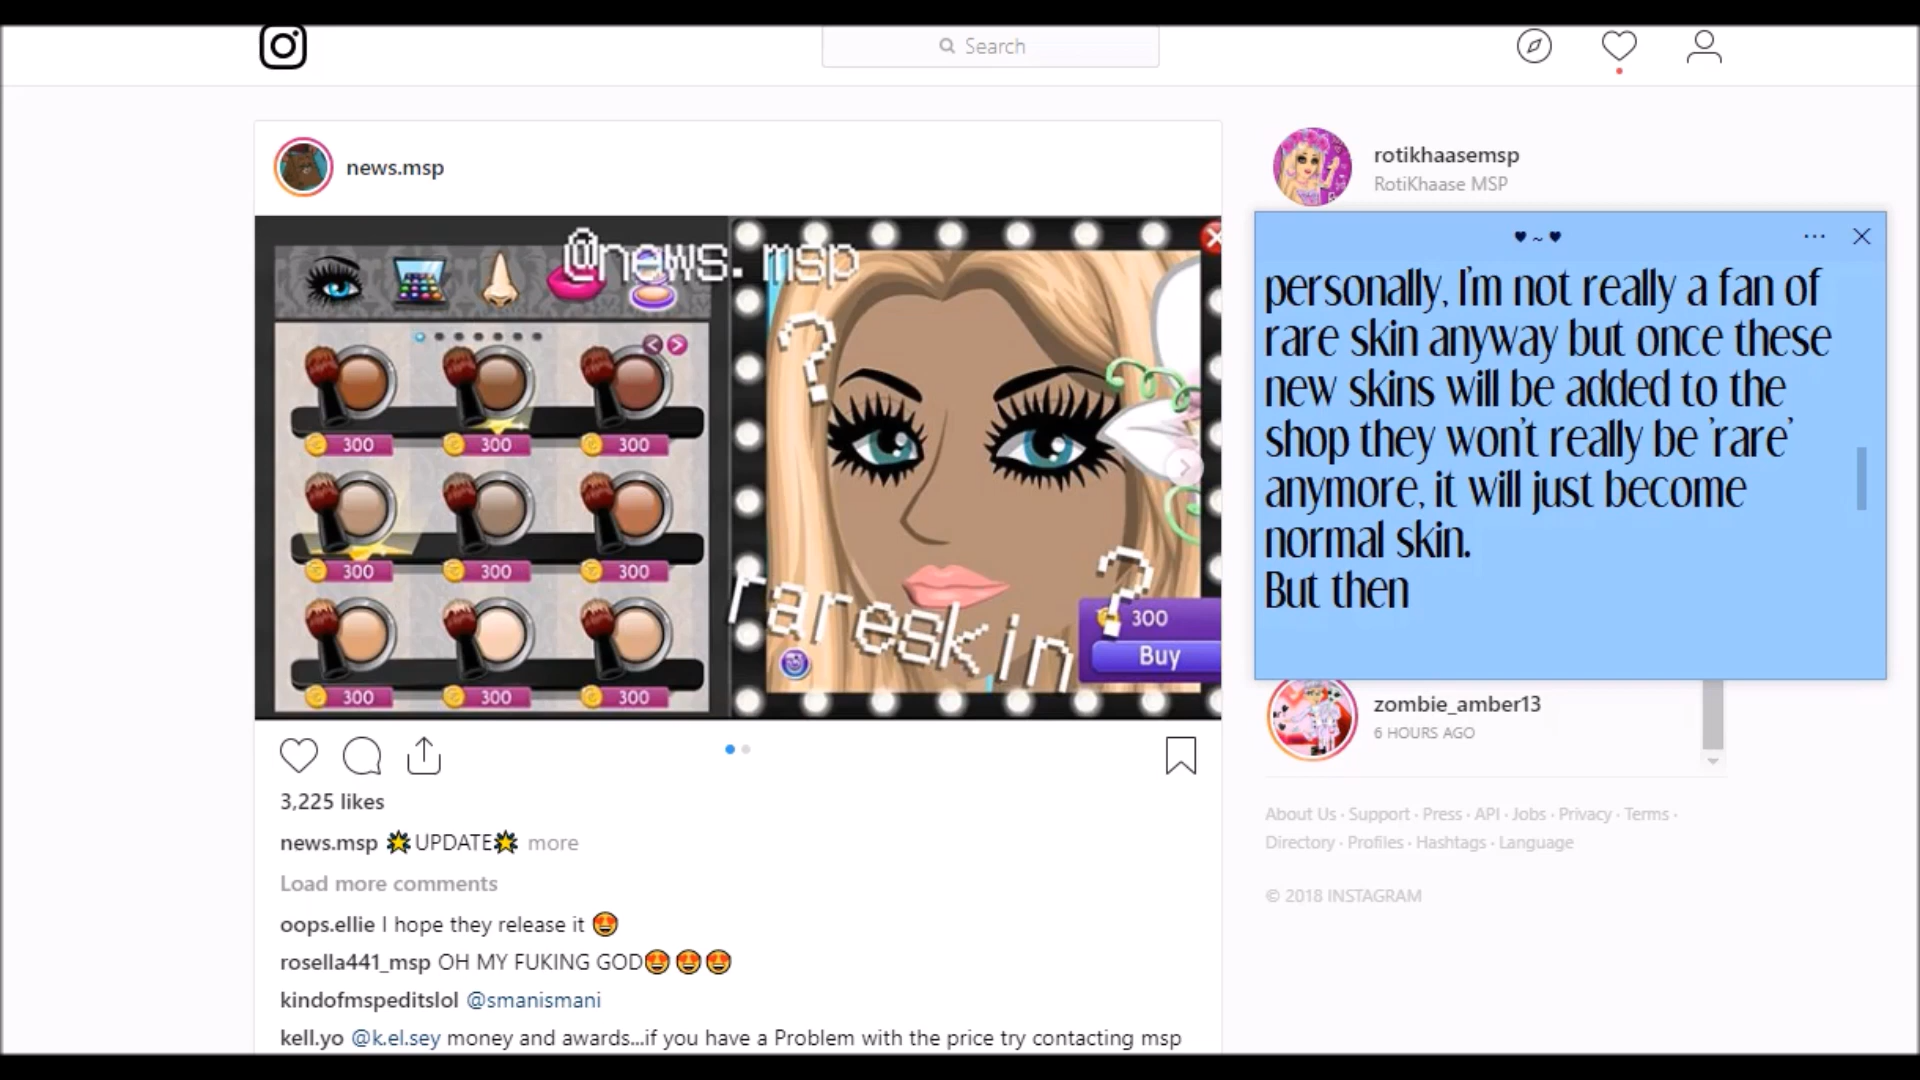 Search
news.msp
@news.msp
300 300 300
300 300 300
300 300 300
? rareskin ?
300
Buy
3,225 likes
news.msp 🌟UPDATE🌟 more
Load more comments
oops.ellie I hope they release it 😍
rosella441_msp OH MY FUKING GOD😍😍😍
kindofmspeditslol @smanismani
kell.yo @k.el.sey money and awards...if you have a Problem with the price try contacting msp
rotikhaasemsp
RotiKhaase MSP
♥ ~ ♥
personally, I'm not really a fan of
rare skin anyway but once these
new skins will be added to the
shop they won't really be 'rare'
anymore, it will just become
normal skin.
But then
zombie_amber13
6 HOURS AGO
About Us · Support · Press · API · Jobs · Privacy · Terms ·
Directory · Profiles · Hashtags · Language
© 2018 INSTAGRAM